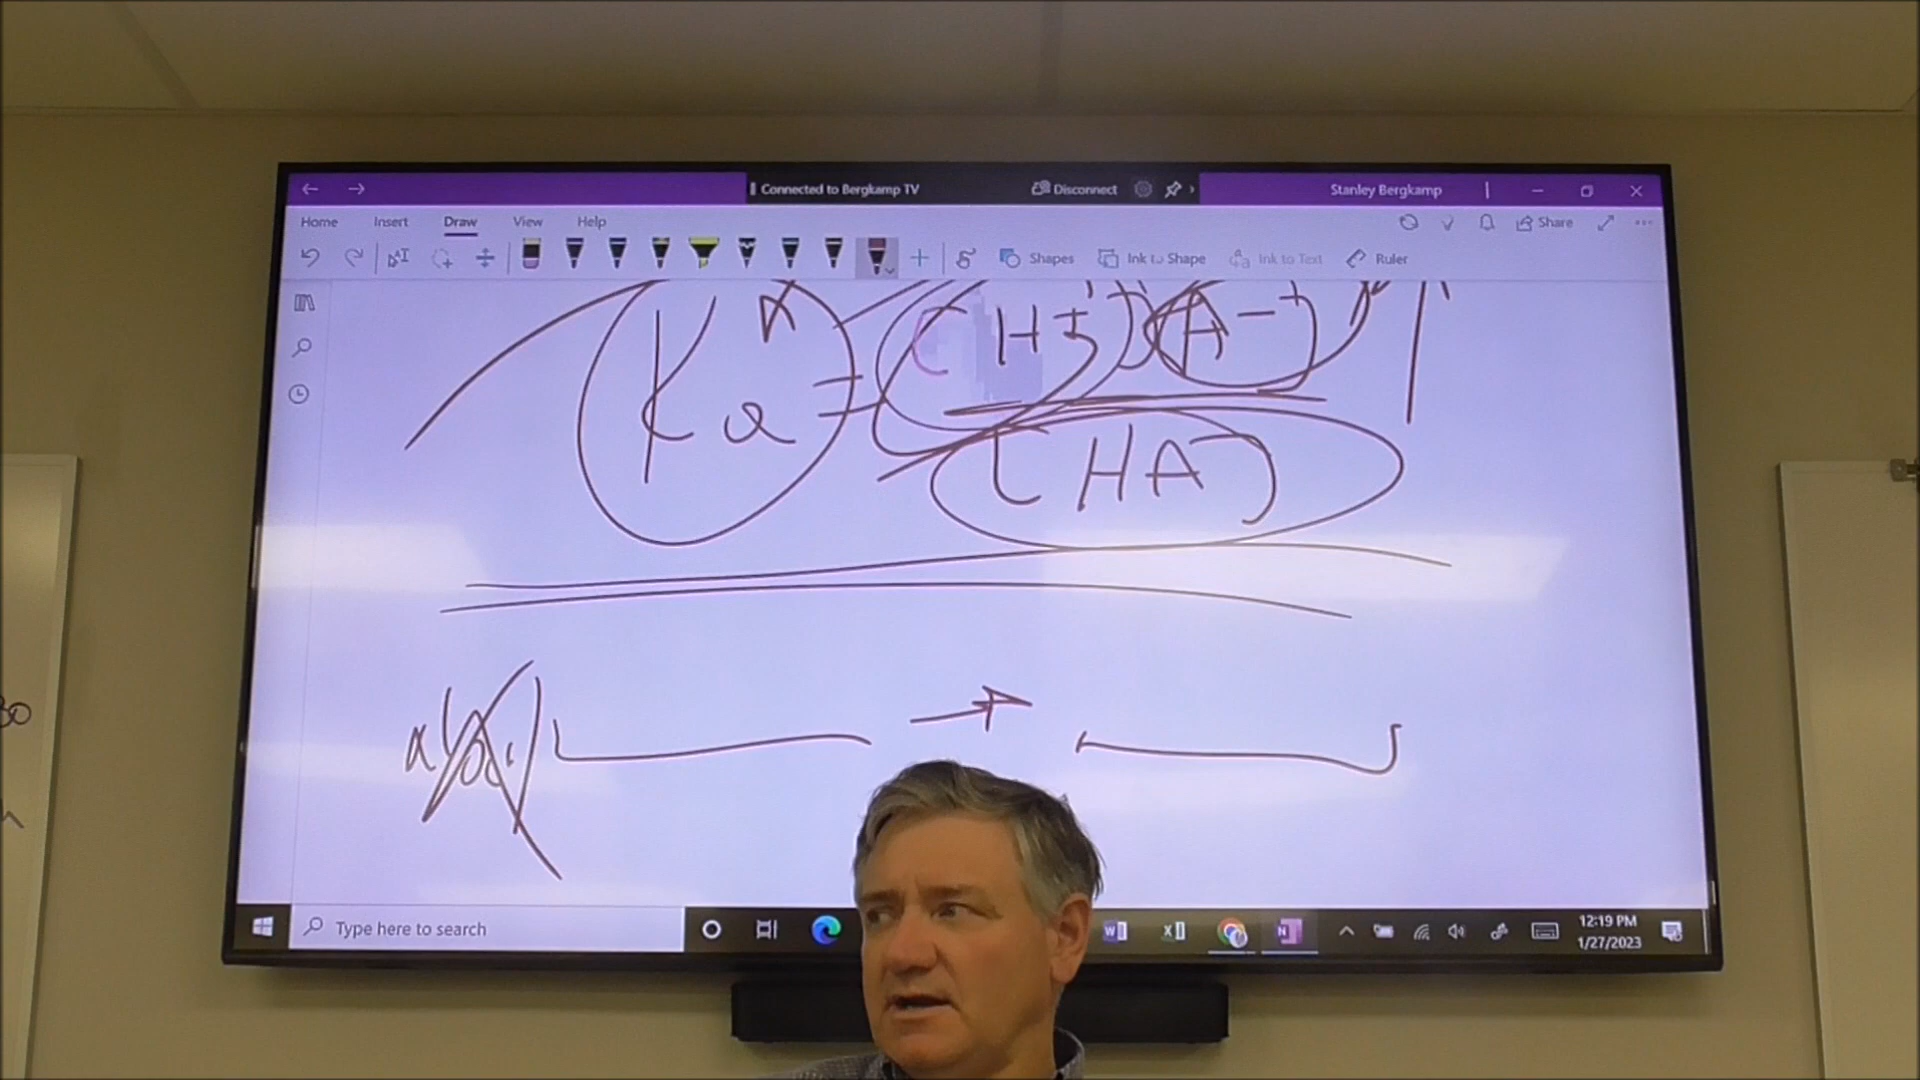 Connected to Bergkamp TV Disconnect Stanley Bergkamp
Home Insert Draw View Help Share
Shapes Ink to Shape Ink to Text Ruler
Ka = [H+][A-]
[HA]
Type here to search
12:19 PM
1/27/2023